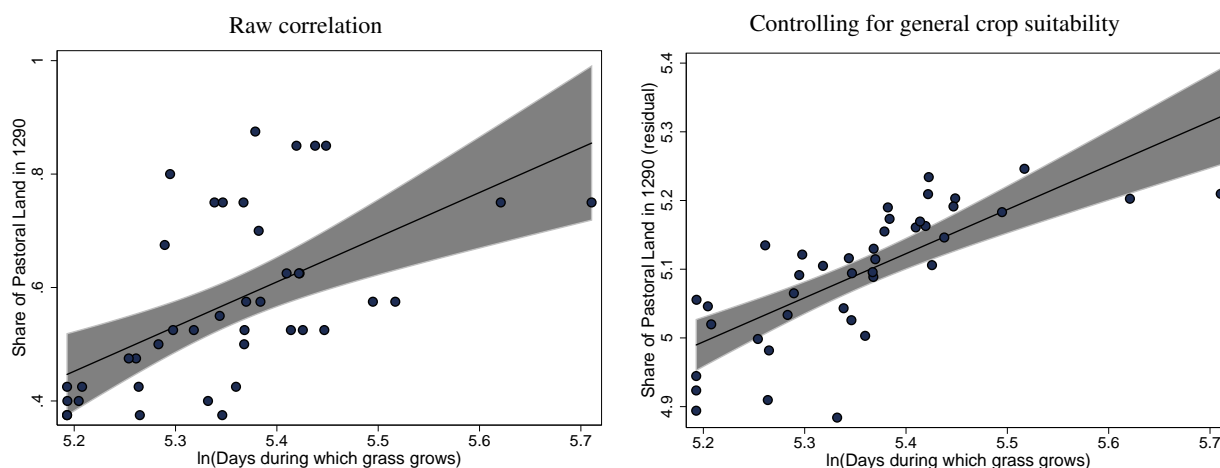 Raw correlation
Share of Pastoral Land in 1290
1
.8
.6
.4
5.2 5.3 5.4 5.5 5.6 5.7
ln(Days during which grass grows)
Controlling for general crop suitability
Share of Pastoral Land in 1290 (residual)
5.4
5.3
5.2
5.1
5
4.9
5.2 5.3 5.4 5.5 5.6 5.7
ln(Days during which grass grows)